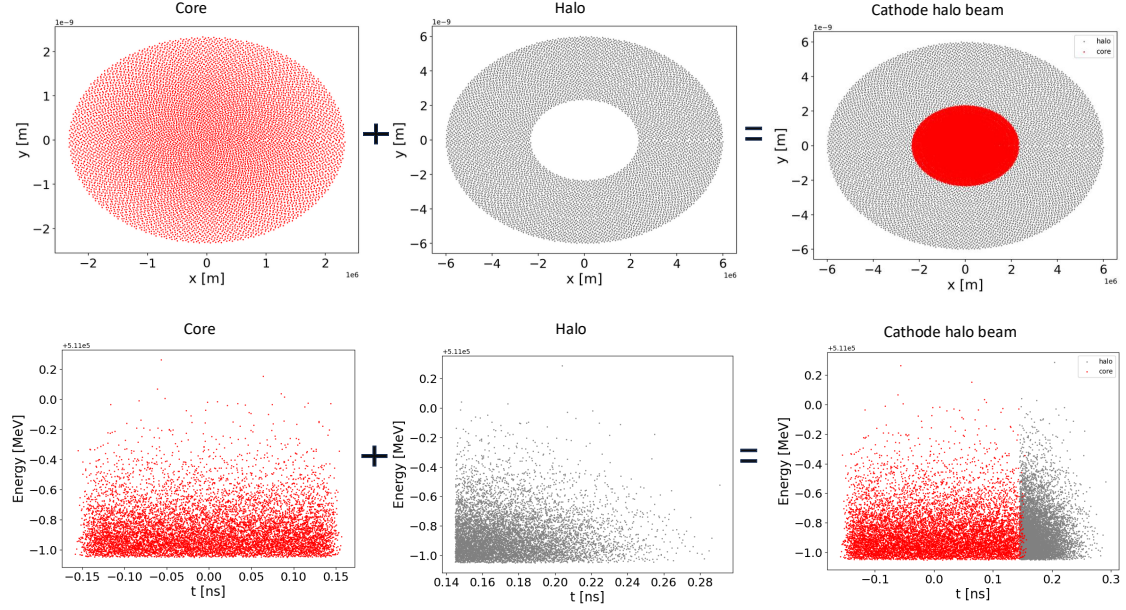 Core
1e−9
y [m]
2
1
0
−1
−2
−2 −1 0 1 2
1e6
x [m]
+
Halo
1e−9
y [m]
6
4
2
0
−2
−4
−6
−6 −4 −2 0 2 4 6
1e6
x [m]
=
Cathode halo beam
1e−9
halo
core
y [m]
6
4
2
0
−2
−4
−6
−6 −4 −2 0 2 4 6
1e6
x [m]
Core
+5.11e5
Energy [MeV]
0.2
0.0
−0.2
−0.4
−0.6
−0.8
−1.0
−0.15 −0.10 −0.05 0.00 0.05 0.10 0.15
t [ns]
+
Halo
+5.11e5
Energy [MeV]
0.2
0.0
−0.2
−0.4
−0.6
−0.8
−1.0
0.14 0.16 0.18 0.20 0.22 0.24 0.26 0.28
t [ns]
=
Cathode halo beam
+5.11e5
halo
core
Energy [MeV]
0.2
0.0
−0.2
−0.4
−0.6
−0.8
−1.0
−0.1 0.0 0.1 0.2 0.3
t [ns]